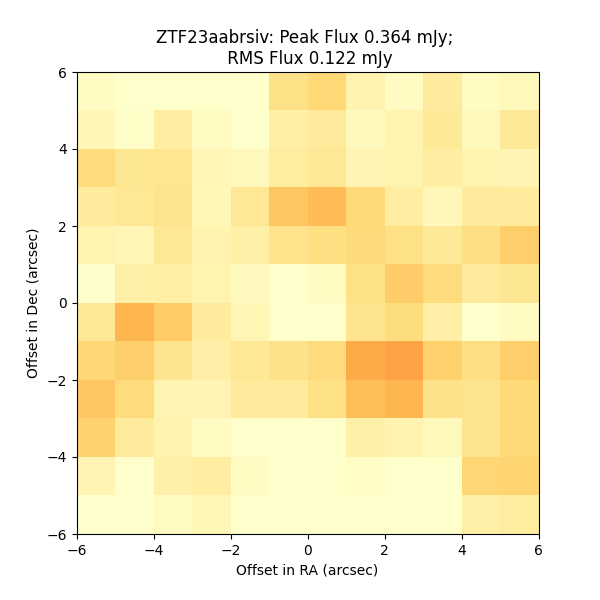 ZTF23aabrsiv: Peak Flux 0.364 mJy;
RMS Flux 0.122 mJy
6
4
2
0
−2
−4
−6
Offset in Dec (arcsec)
−6 −4 −2 0 2 4 6
Offset in RA (arcsec)